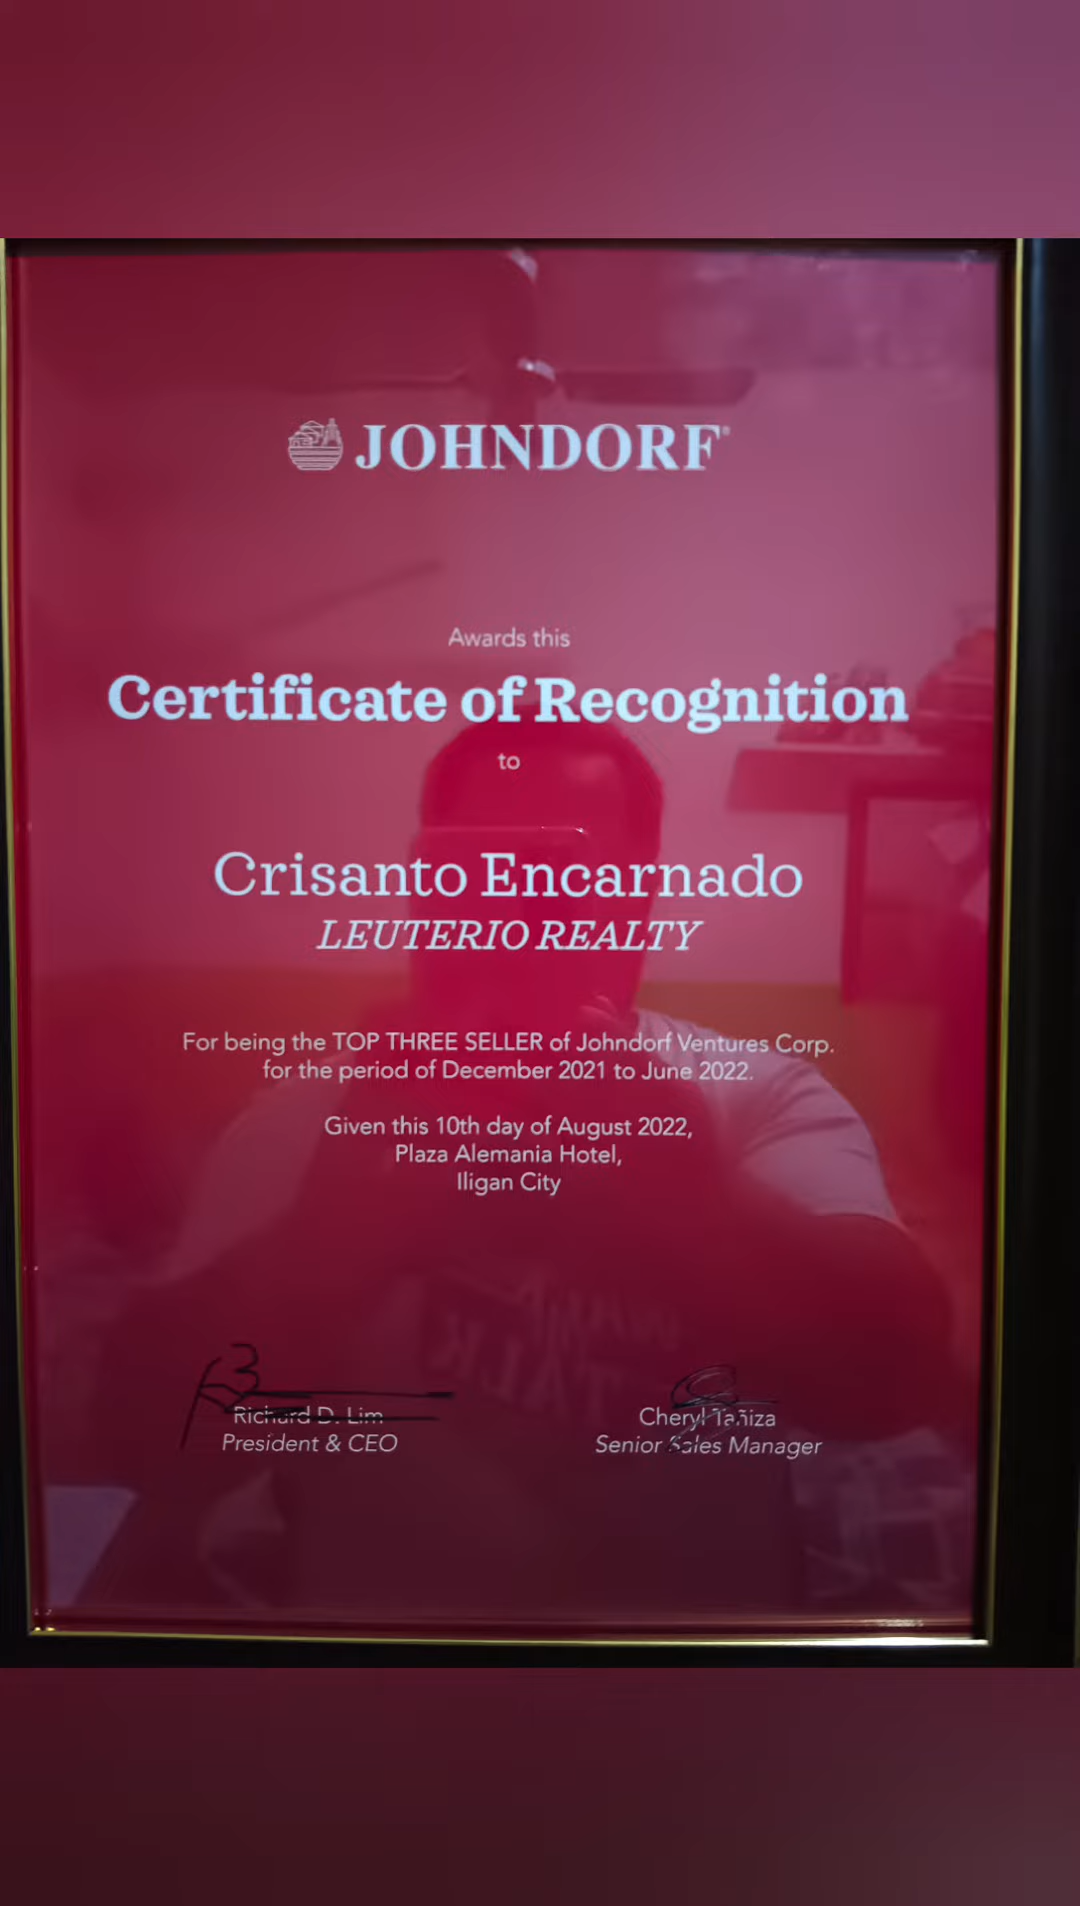 JOHNDORF®
Awards this
Certificate of Recognition
to
Crisanto Encarnado
LEUTERIO REALTY
For being the TOP THREE SELLER of Johndorf Ventures Corp.
for the period of December 2021 to June 2022.
Given this 10th day of August 2022,
Plaza Alemania Hotel,
Iligan City
Richard D. Lim
President & CEO
Cheryl Tañiza
Senior Sales Manager